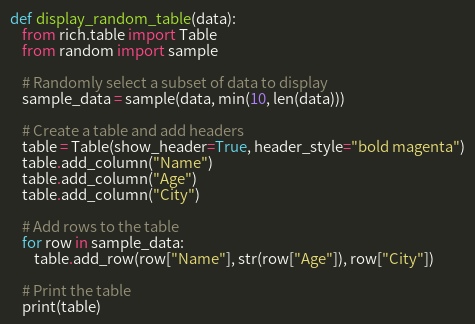 def display_random_table(data):
    from rich.table import Table
    from random import sample

    # Randomly select a subset of data to display
    sample_data = sample(data, min(10, len(data)))

    # Create a table and add headers
    table = Table(show_header=True, header_style="bold magenta")
    table.add_column("Name")
    table.add_column("Age")
    table.add_column("City")

    # Add rows to the table
    for row in sample_data:
        table.add_row(row["Name"], str(row["Age"]), row["City"])

    # Print the table
    print(table)